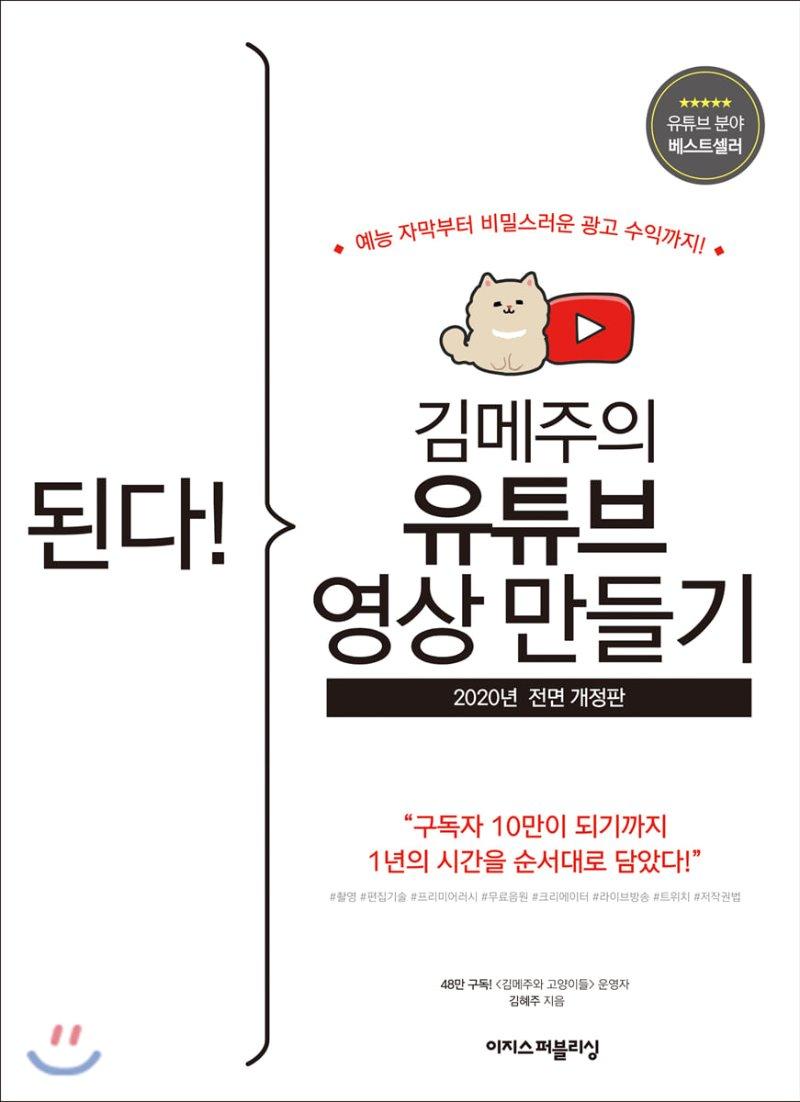 ★★★★★
유튜브 분야
베스트셀러
예능 자막부터 비밀스러운 광고 수익까지!
된다!
김메주의
유튜브
영상 만들기
2020년 전면 개정판
“구독자 10만이 되기까지
1년의 시간을 순서대로 담았다!”
#촬영 #편집기술 #프리미어러시 #무료음원 #크리에이터 #라이브방송 #트위치 #저작권법
48만 구독! <김메주와 고양이들> 운영자
김혜주 지음
이지스퍼블리싱